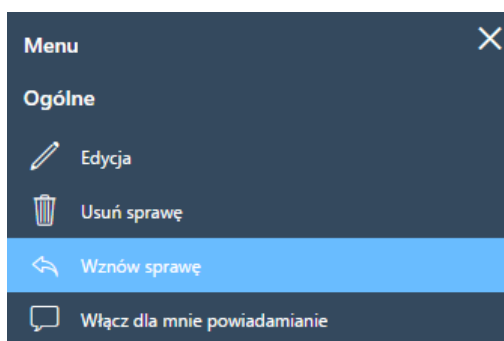 Menu
Ogólne
Edycja
Usuń sprawę
Wznów sprawę
Włącz dla mnie powiadamianie